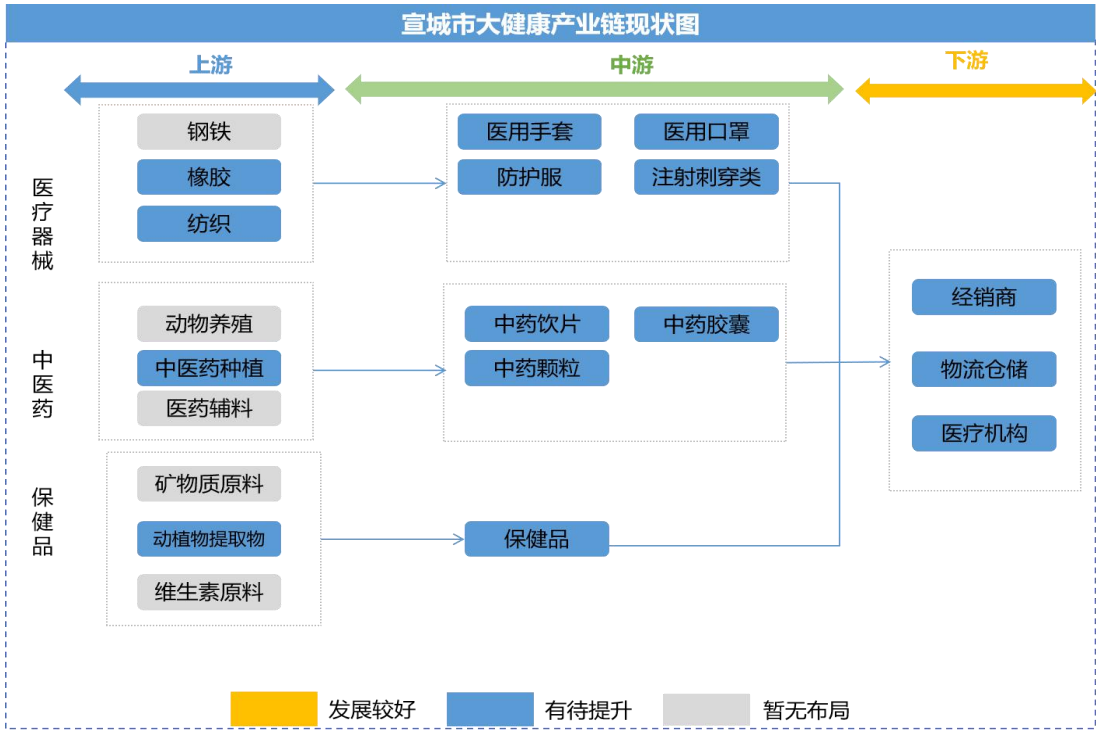 宣城市大健康产业链现状图
上游
中游
下游
医疗器械
钢铁
橡胶
纺织
医用手套
医用口罩
防护服
注射刺穿类
中医药
动物养殖
中医药种植
医药辅料
中药饮片
中药胶囊
中药颗粒
保健品
矿物质原料
动植物提取物
维生素原料
保健品
经销商
物流仓储
医疗机构
发展较好
有待提升
暂无布局